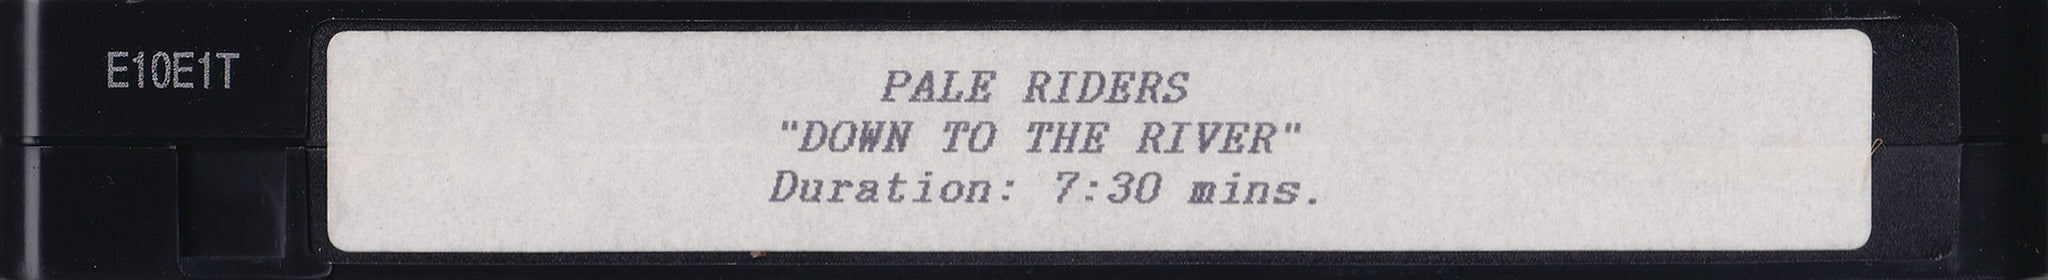 E10E1T
PALE RIDERS
"DOWN TO THE RIVER"
Duration: 7:30 mins.